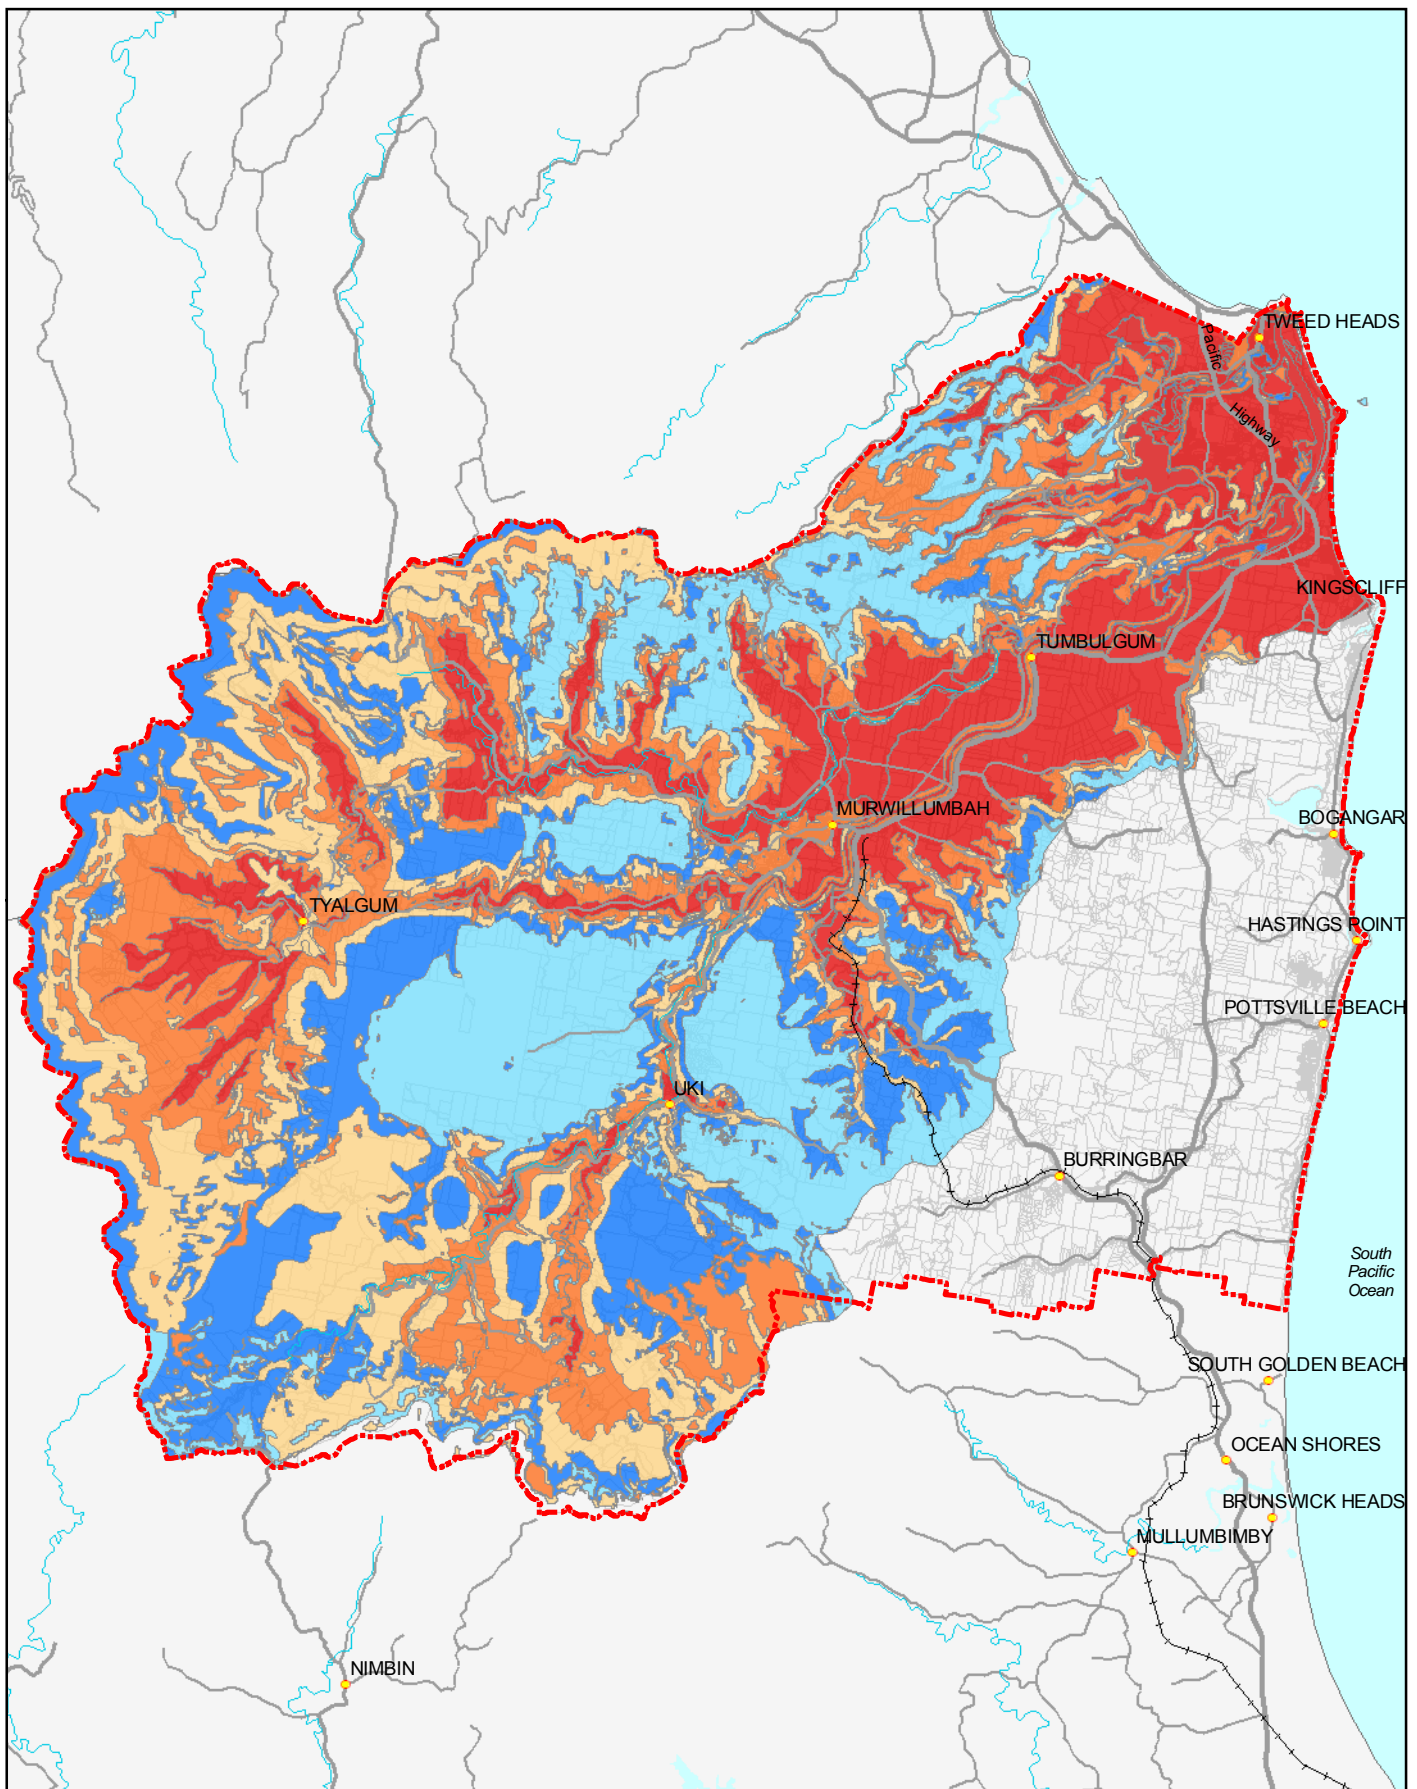 TWEED HEADS
Pacific
Highway
KINGSCLIFF
TUMBULGUM
MURWILLUMBAH
BOGANGAR
TYALGUM
HASTINGS POINT
POTTSVILLE BEACH
UKI
BURRINGBAR
South
Pacific
Ocean
SOUTH GOLDEN BEACH
OCEAN SHORES
BRUNSWICK HEADS
MULLUMBIMBY
NIMBIN